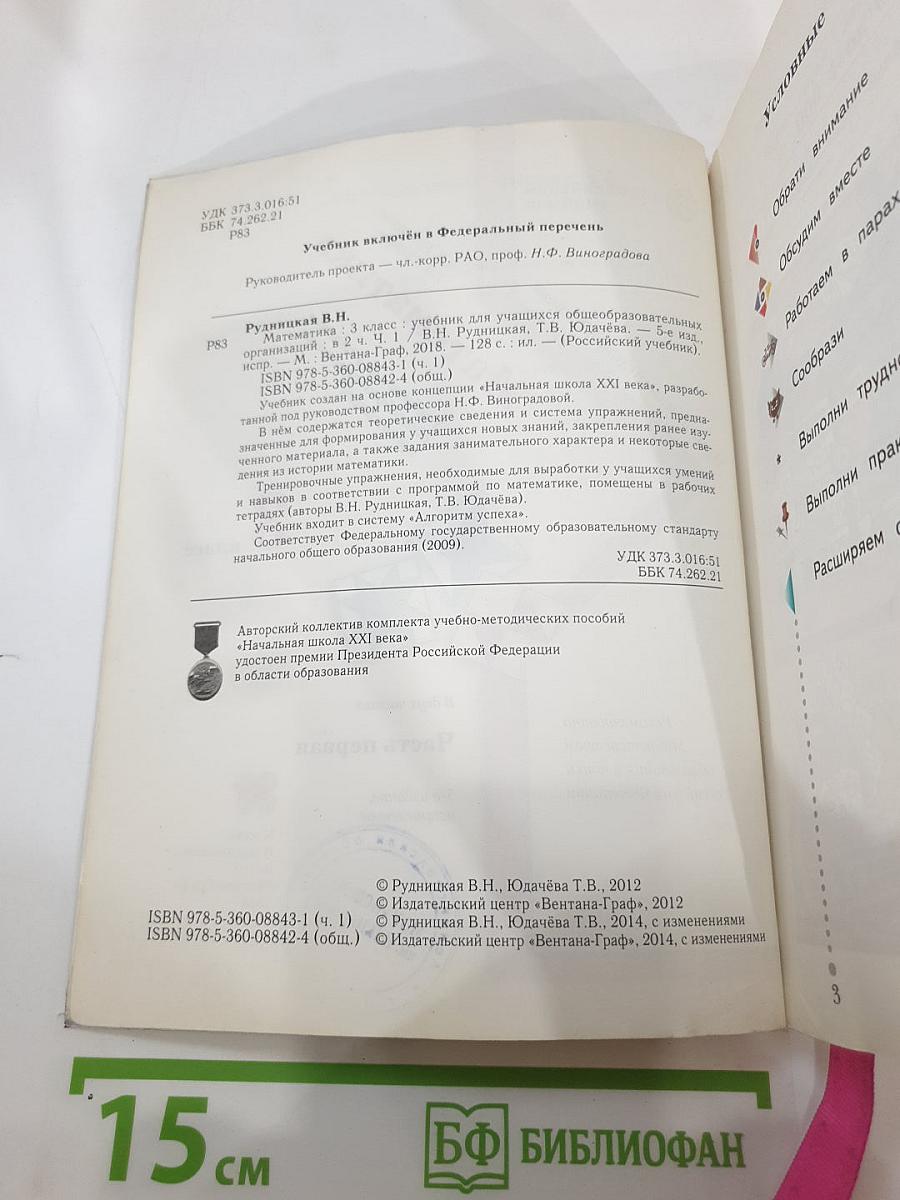 УДК 373.3.016:51
ББК 74.262.21
Р83
Учебник включён в Федеральный перечень
Руководитель проекта — чл.-корр. РАО, проф. Н.Ф. Виноградова
Рудницкая В.Н.
Р83 Математика : 3 класс : учебник для учащихся общеобразовательных
организаций : в 2 ч. Ч. 1 / В.Н. Рудницкая, Т.В. Юдачёва. — 5-е изд.,
испр. — М. : Вентана-Граф, 2018. — 128 с. : ил. — (Российский учебник).
ISBN 978-5-360-08843-1 (ч. 1)
ISBN 978-5-360-08842-4 (общ.)
Учебник создан на основе концепции «Начальная школа XXI века», разрабо-
танной под руководством профессора Н.Ф. Виноградовой.
В нём содержатся теоретические сведения и система упражнений, предна-
значенные для формирования у учащихся новых знаний, закрепления ранее изу-
ченного материала, а также задания занимательного характера и некоторые све-
дения из истории математики.
Тренировочные упражнения, необходимые для выработки у учащихся умений
и навыков в соответствии с программой по математике, помещены в рабочих
тетрадях (авторы В.Н. Рудницкая, Т.В. Юдачёва).
Учебник входит в систему «Алгоритм успеха».
Соответствует Федеральному государственному образовательному стандарту
начального общего образования (2009).
УДК 373.3.016:51
ББК 74.262.21
Авторский коллектив комплекта учебно-методических пособий
«Начальная школа XXI века»
удостоен премии Президента Российской Федерации
в области образования
© Рудницкая В.Н., Юдачёва Т.В., 2012
© Издательский центр «Вентана-Граф», 2012
ISBN 978-5-360-08843-1 (ч. 1) © Рудницкая В.Н., Юдачёва Т.В., 2014, с изменениями
ISBN 978-5-360-08842-4 (общ.) © Издательский центр «Вентана-Граф», 2014, с изменениями
Условные
Обрати внимание
Обсудим вместе
Работаем в парах
Сообрази
Выполни трудно
Выполни прак
Расширяем с
3
15 см
БФ БИБЛИОФАН